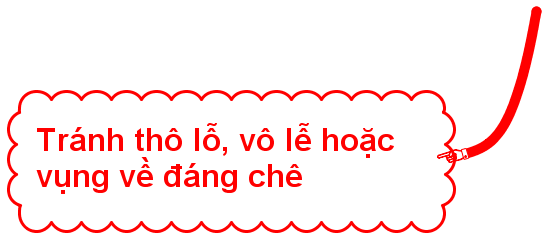 Tránh thô lỗ, vô lễ hoặc
vụng về đáng chê